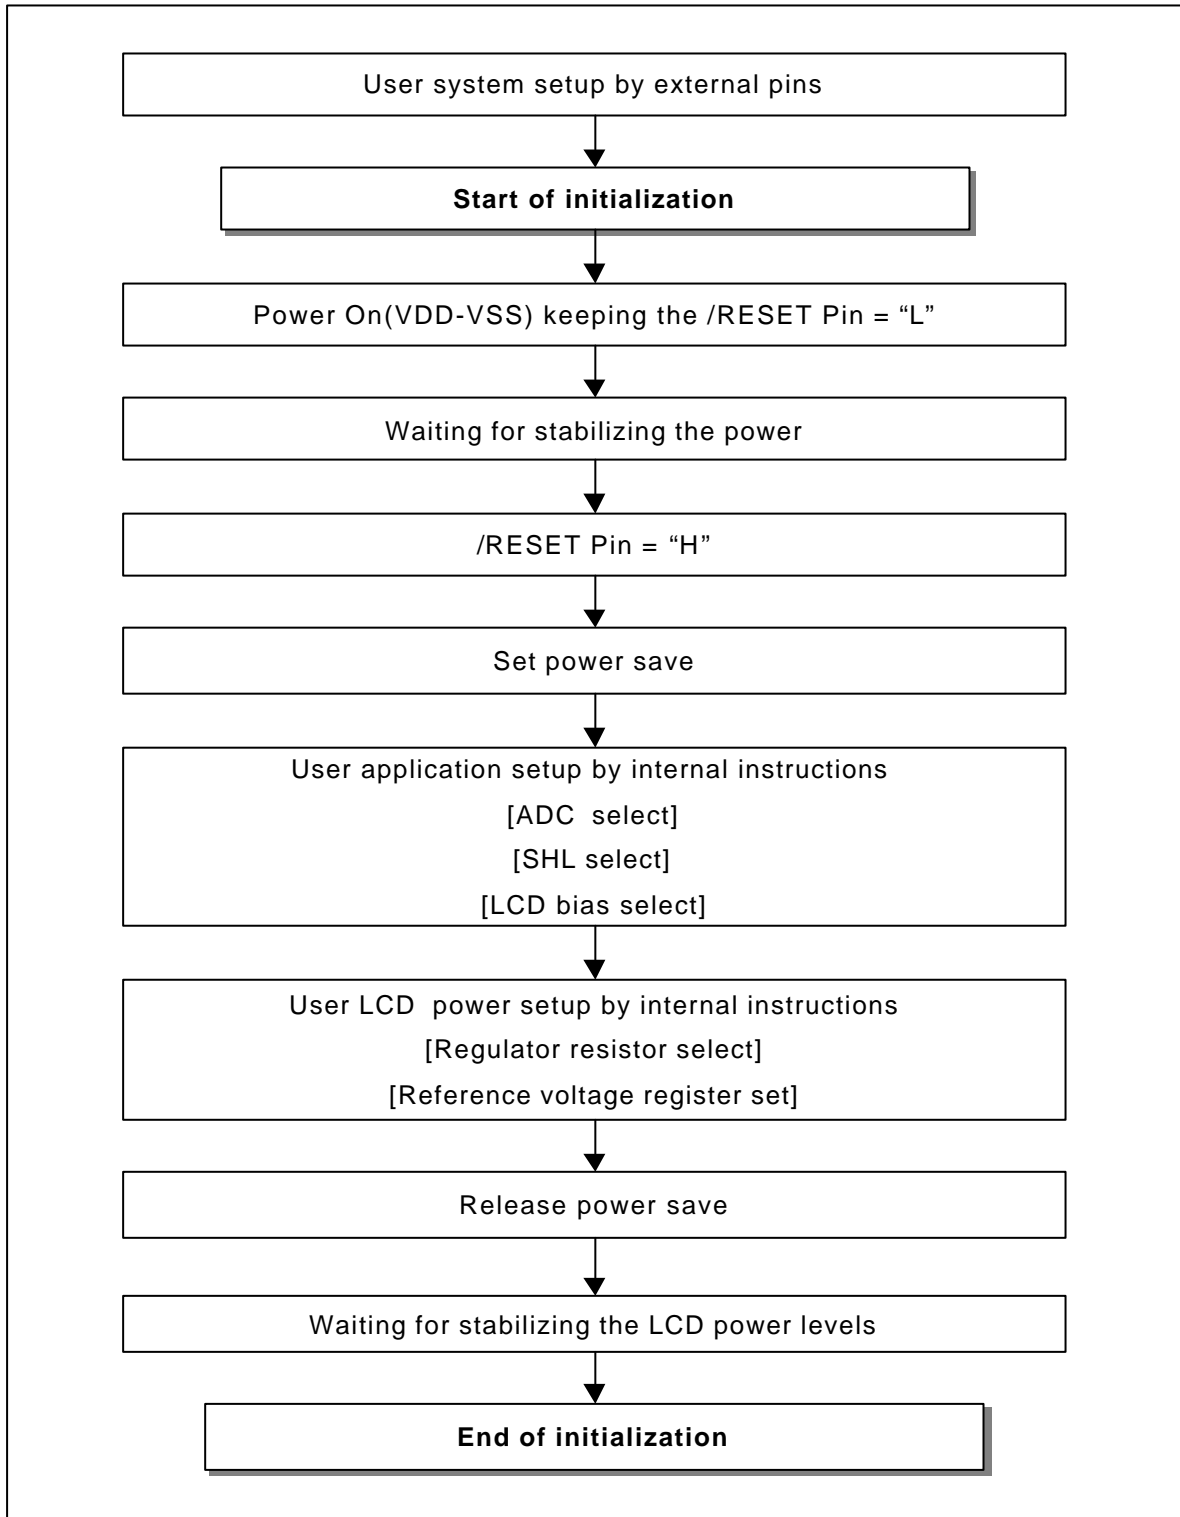 User system setup by external pins
Start of initialization
Power On(VDD-VSS) keeping the /RESET Pin = “L”
Waiting for stabilizing the power
/RESET Pin = “H”
Set power save
User application setup by internal instructions
[ADC select]
[SHL select]
[LCD bias select]
User LCD power setup by internal instructions
[Regulator resistor select]
[Reference voltage register set]
Release power save
Waiting for stabilizing the LCD power levels
End of initialization